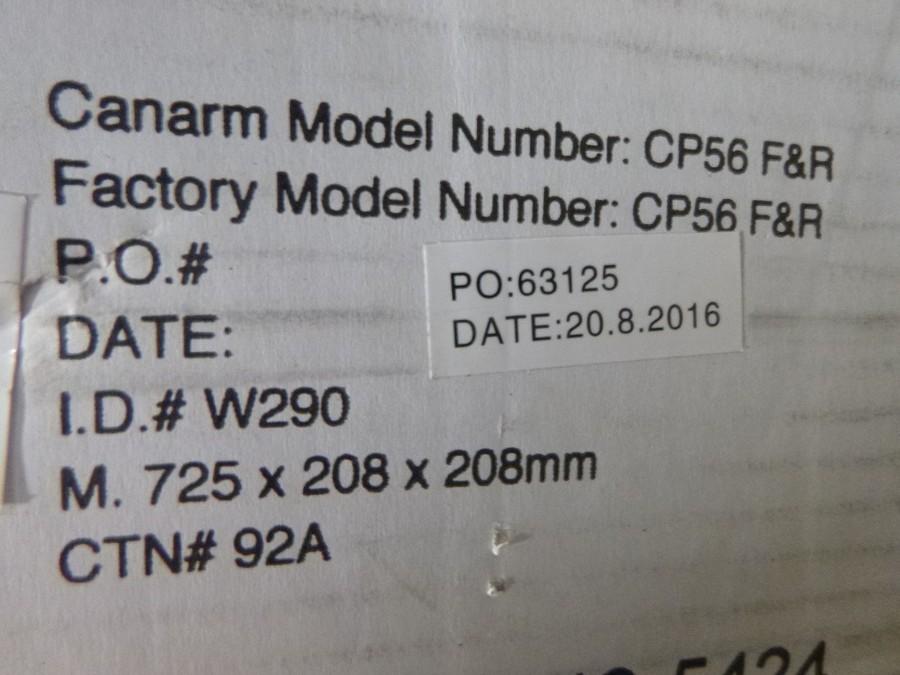 Canarm Model Number: CP56 F&R
Factory Model Number: CP56 F&R
P.O.#
PO:63125
DATE:
DATE:20.8.2016
I.D.# W290
M. 725 x 208 x 208mm
CTN# 92A
5424